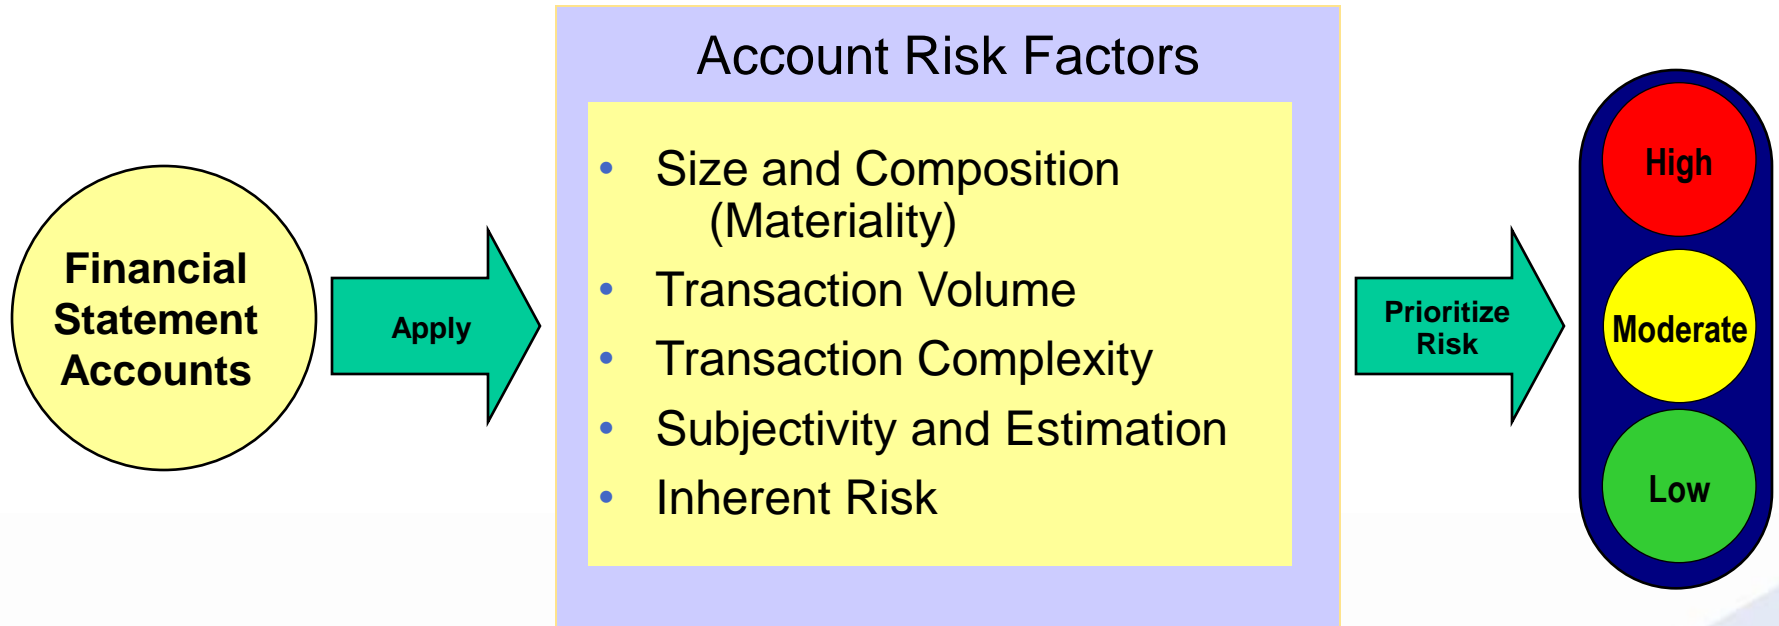 Account Risk Factors
Financial
Statement
Accounts
Apply
• Size and Composition
(Materiality)
• Transaction Volume
• Transaction Complexity
• Subjectivity and Estimation
• Inherent Risk
Prioritize
Risk
High
Moderate
Low